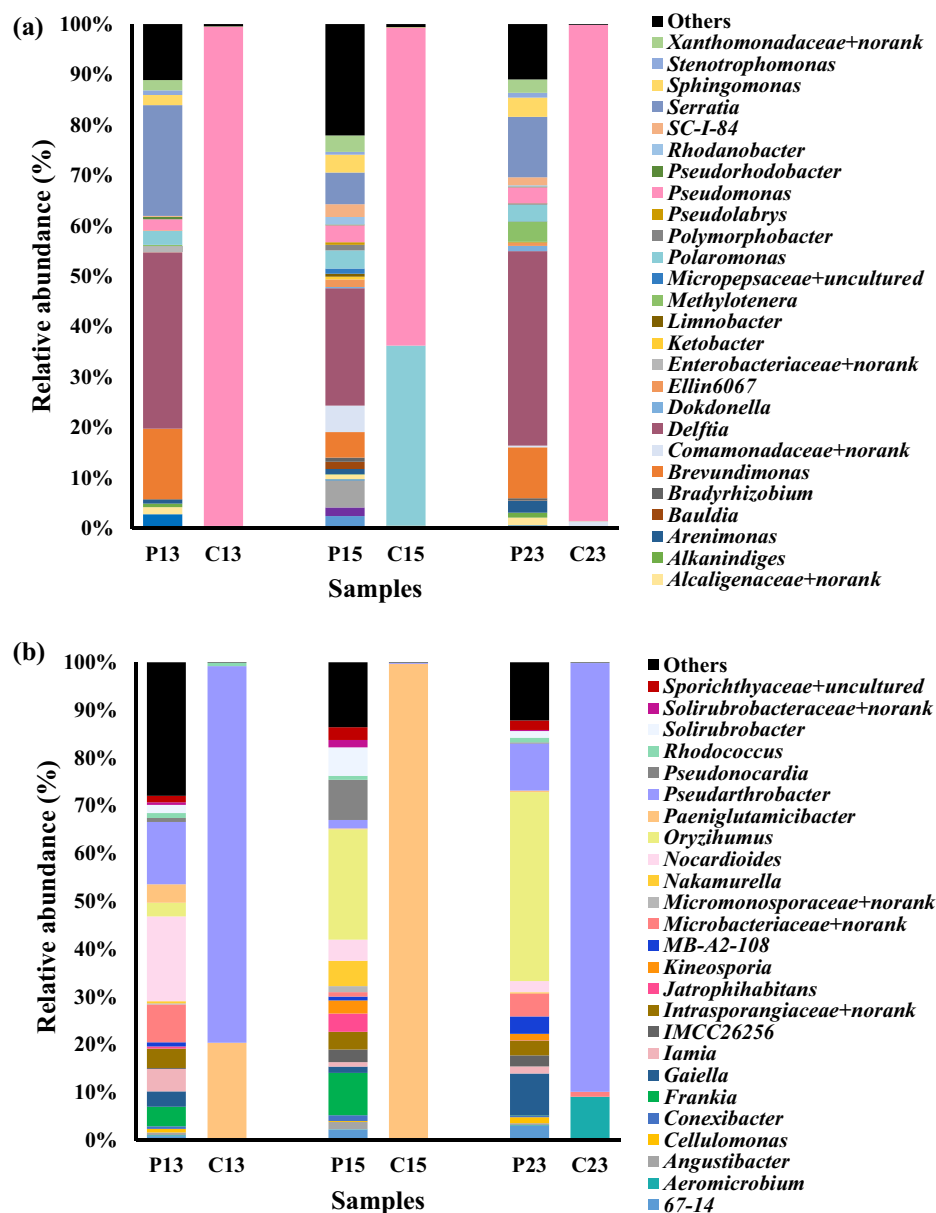 (a)
Relative abundance (%)
100%
90%
80%
70%
60%
50%
40%
30%
20%
10%
0%
P13 C13 P15 C15 P23 C23
Samples
Others
Xanthomonadaceae+norank
Stenotrophomonas
Sphingomonas
Serratia
SC-I-84
Rhodanobacter
Pseudorhodobacter
Pseudomonas
Pseudolabrys
Polymorphobacter
Polaromonas
Micropepsaceae+uncultured
Methylotenera
Limnobacter
Ketobacter
Enterobacteriaceae+norank
Ellin6067
Dokdonella
Delftia
Comamonadaceae+norank
Brevundimonas
Bradyrhizobium
Bauldia
Arenimonas
Alkanindiges
Alcaligenaceae+norank
(b)
Relative abundance (%)
100%
90%
80%
70%
60%
50%
40%
30%
20%
10%
0%
P13 C13 P15 C15 P23 C23
Samples
Others
Sporichthyaceae+uncultured
Solirubrobacteraceae+norank
Solirubrobacter
Rhodococcus
Pseudonocardia
Pseudarthrobacter
Paeniglutamicibacter
Oryzihumus
Nocardioides
Nakamurella
Micromonosporaceae+norank
Microbacteriaceae+norank
MB-A2-108
Kineosporia
Jatrophihabitans
Intrasporangiaceae+norank
IMCC26256
Iamia
Gaiella
Frankia
Conexibacter
Cellulomonas
Angustibacter
Aeromicrobium
67-14